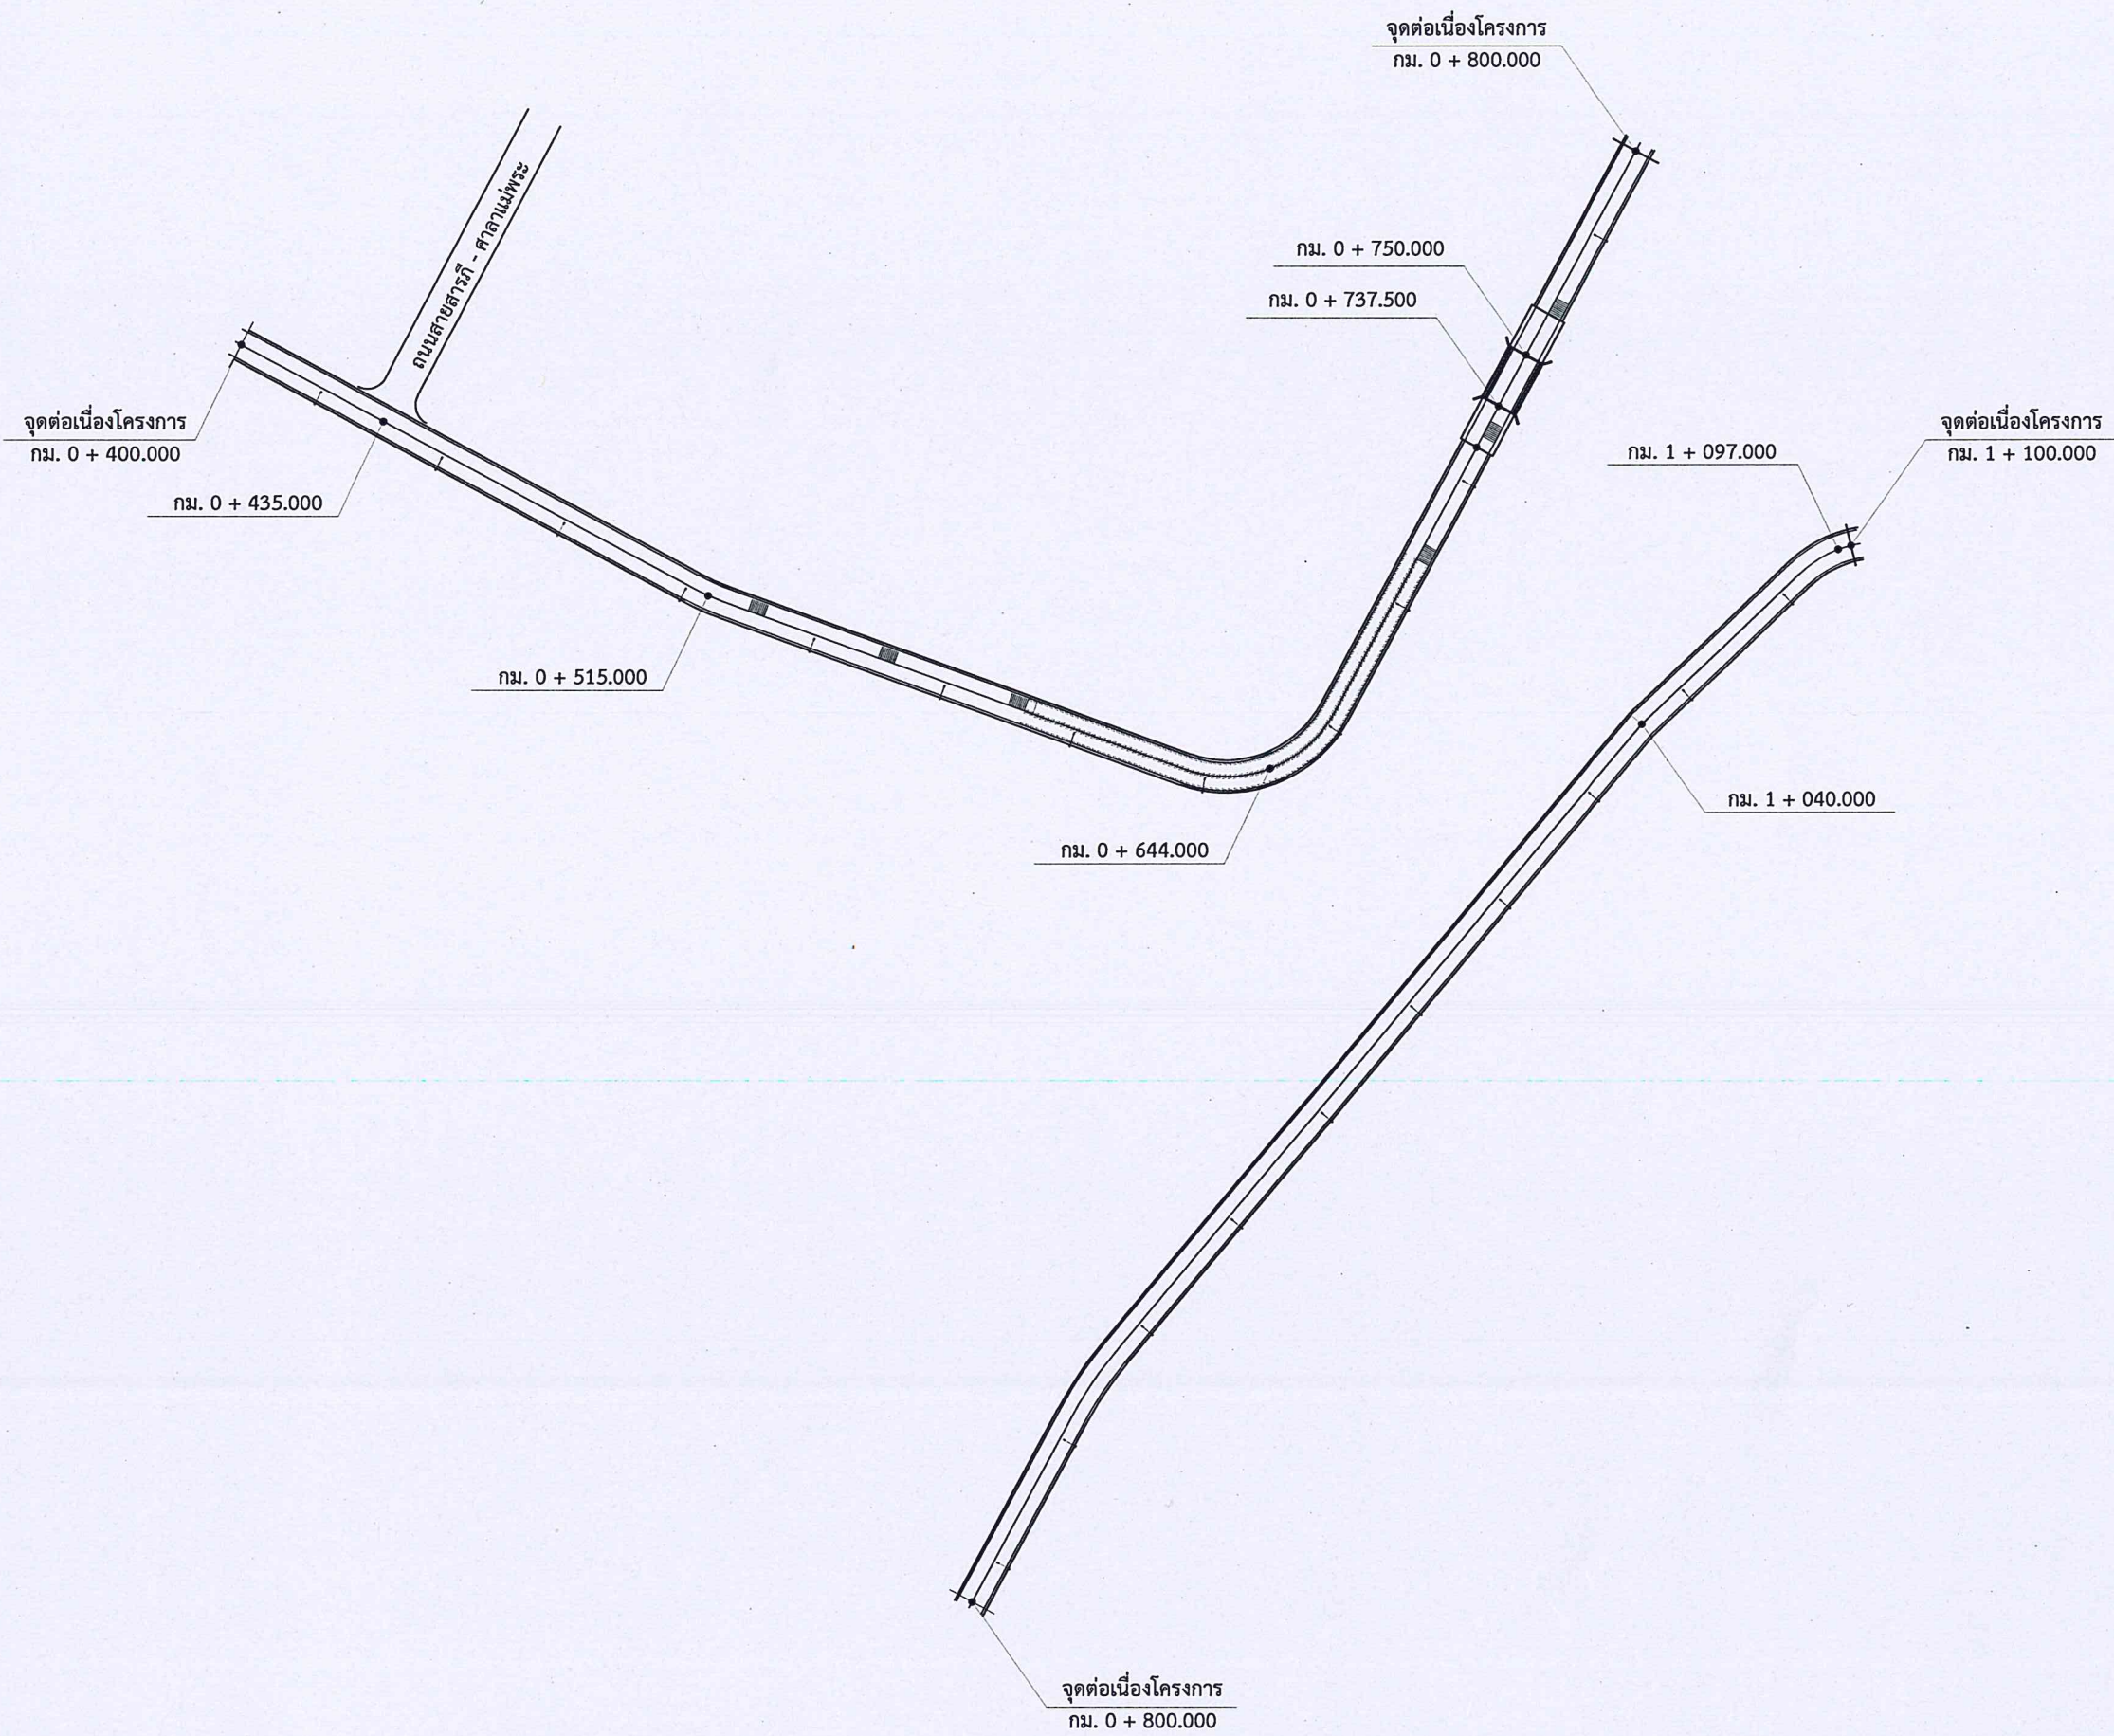 จุดต่อเนื่องโครงการ
กม. 0 + 800.000
ถนนสายสารภี - ศาลาแม่พระ
กม. 0 + 750.000
กม. 0 + 737.500
จุดต่อเนื่องโครงการ
กม. 0 + 400.000
กม. 0 + 435.000
จุดต่อเนื่องโครงการ
กม. 1 + 100.000
กม. 1 + 097.000
กม. 0 + 515.000
กม. 1 + 040.000
กม. 0 + 644.000
จุดต่อเนื่องโครงการ
กม. 0 + 800.000